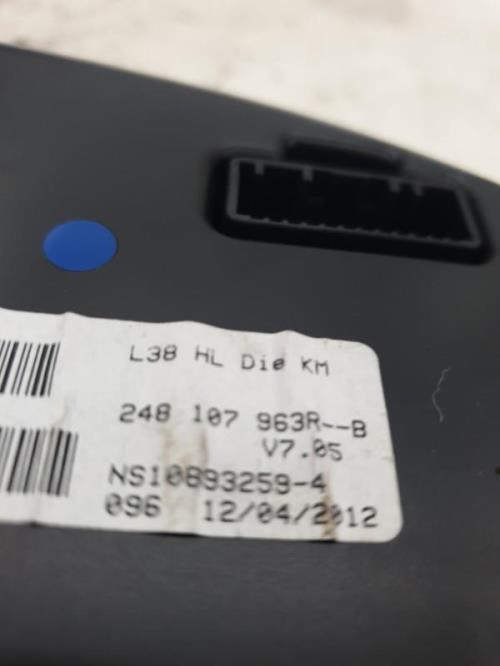 L38 HL Die KM
248 107 963R--B
V7.05
NS10893259-4
096 12/04/2012